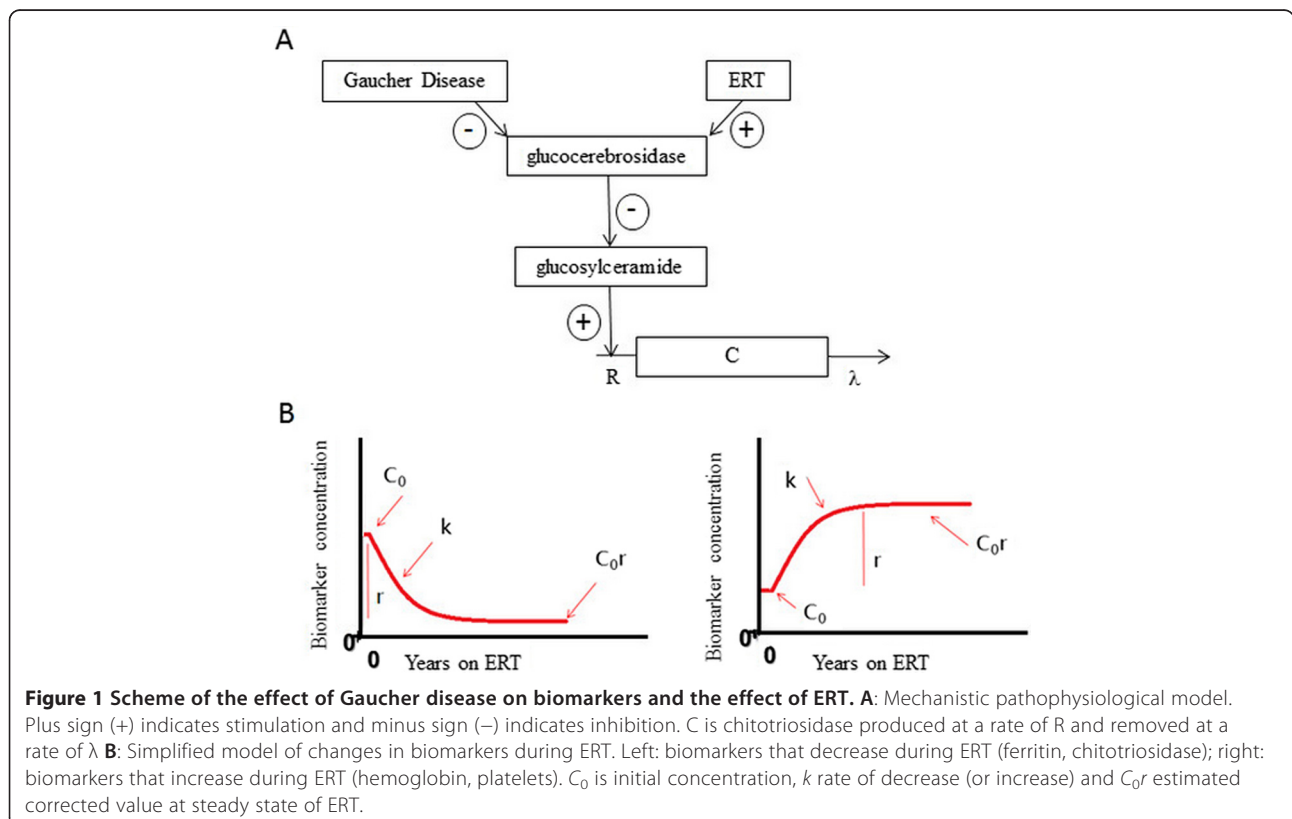 A
Gaucher Disease
ERT
-
+
glucocerebrosidase
-
glucosylceramide
+
C
R
λ
B
Biomarker concentration
C₀
k
C₀r
r
0
0
Years on ERT
Biomarker concentration
k
C₀r
r
C₀
0
0
Years on ERT
Figure 1 Scheme of the effect of Gaucher disease on biomarkers and the effect of ERT. A: Mechanistic pathophysiological model.
Plus sign (+) indicates stimulation and minus sign (−) indicates inhibition. C is chitotriosidase produced at a rate of R and removed at a
rate of λ B: Simplified model of changes in biomarkers during ERT. Left: biomarkers that decrease during ERT (ferritin, chitotriosidase); right:
biomarkers that increase during ERT (hemoglobin, platelets). C₀ is initial concentration, k rate of decrease (or increase) and C₀r estimated
corrected value at steady state of ERT.